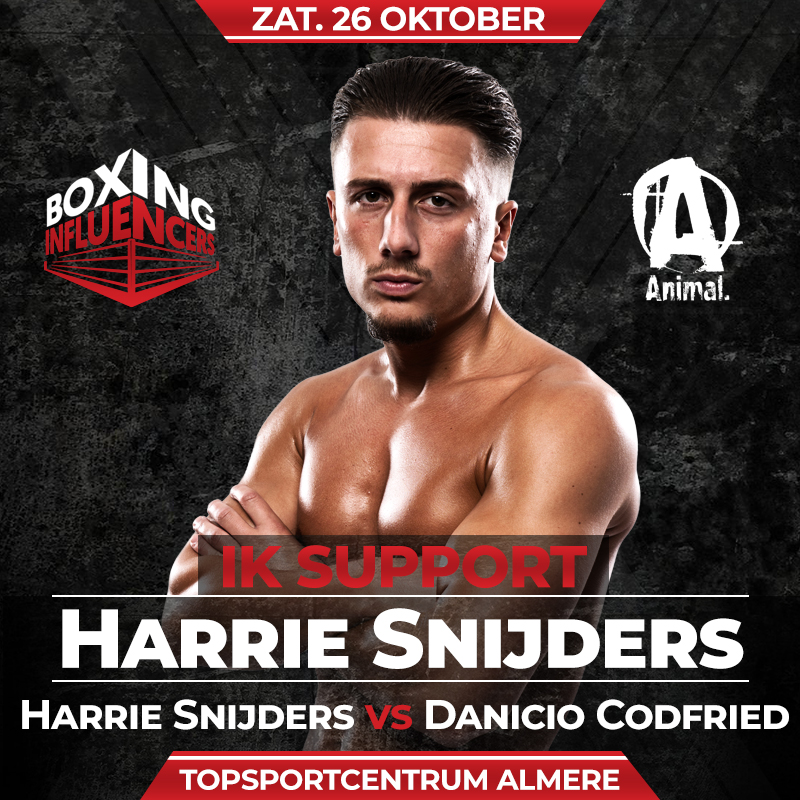 ZAT. 26 OKTOBER
BOXING
INFLUENCERS
A
Animal.
IK SUPPORT
HARRIE SNIJDERS
HARRIE SNIJDERS VS DANICIO CODFRIED
TOPSPORTCENTRUM ALMERE